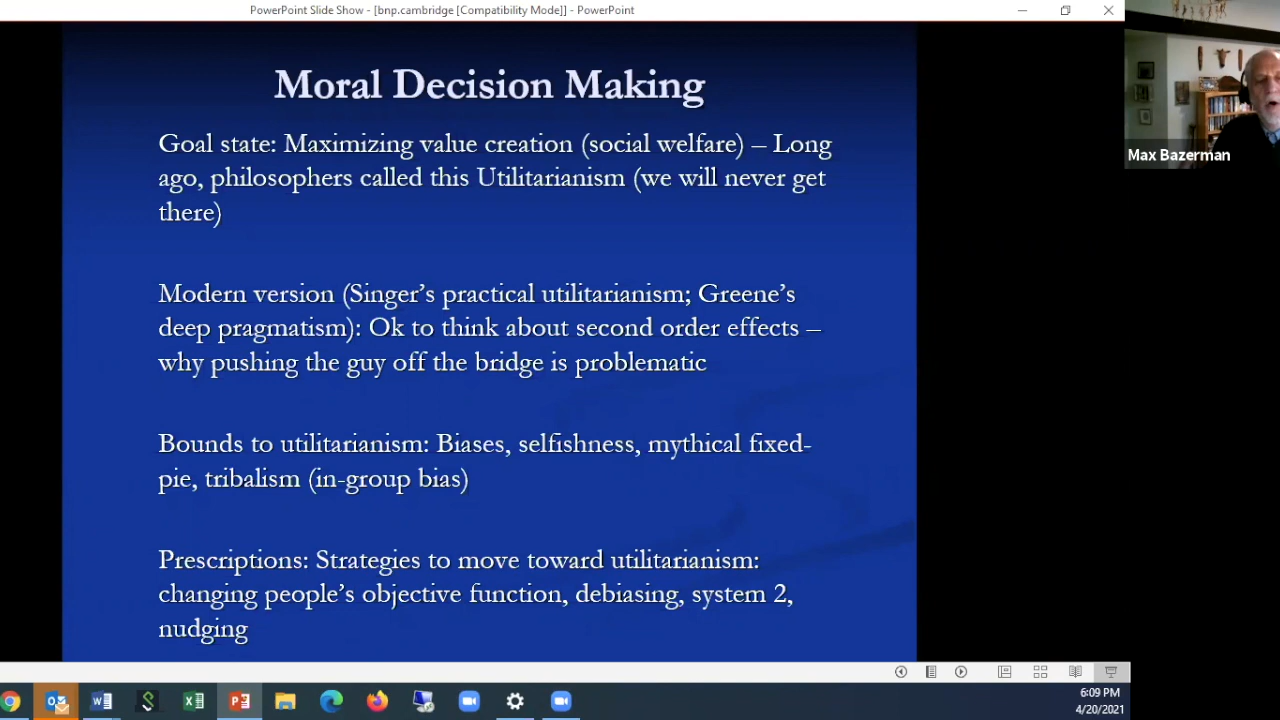 PowerPoint Slide Show - [bnp.cambridge [Compatibility Mode]] - PowerPoint
Moral Decision Making
Goal state: Maximizing value creation (social welfare) – Long
ago, philosophers called this Utilitarianism (we will never get
there)
Modern version (Singer's practical utilitarianism; Greene's
deep pragmatism): Ok to think about second order effects –
why pushing the guy off the bridge is problematic
Bounds to utilitarianism: Biases, selfishness, mythical fixed-
pie, tribalism (in-group bias)
Prescriptions: Strategies to move toward utilitarianism:
changing people's objective function, debiasing, system 2,
nudging
Max Bazerman
6:09 PM
4/20/2021